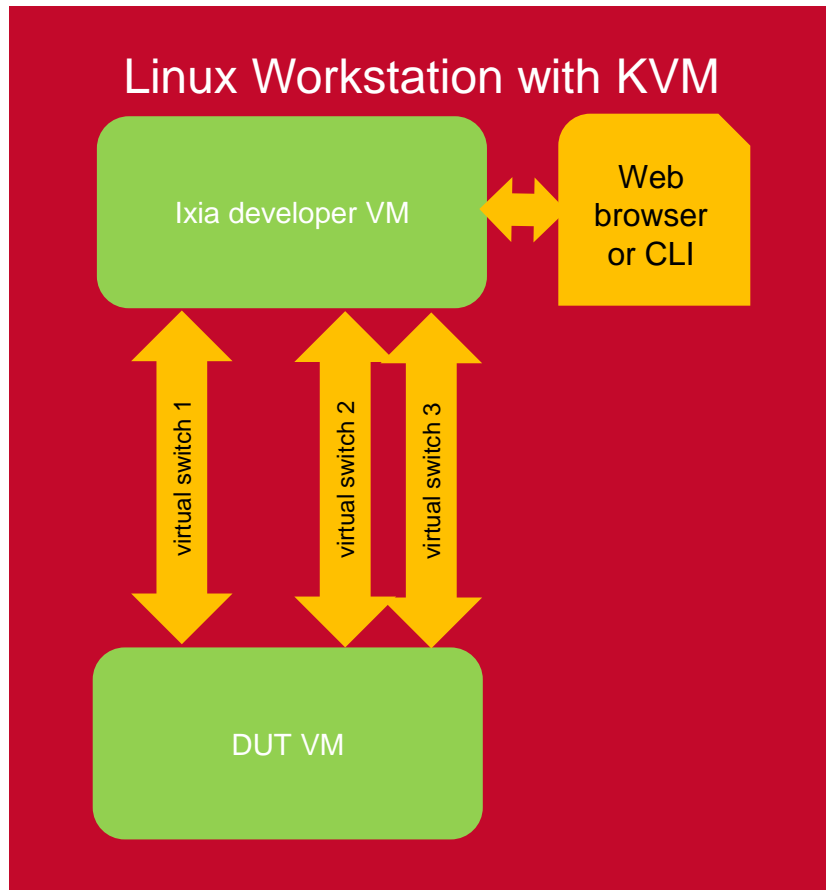 Linux Workstation with KVM
Ixia developer VM
Web
browser
or CLI
virtual switch 1
virtual switch 2
virtual switch 3
DUT VM